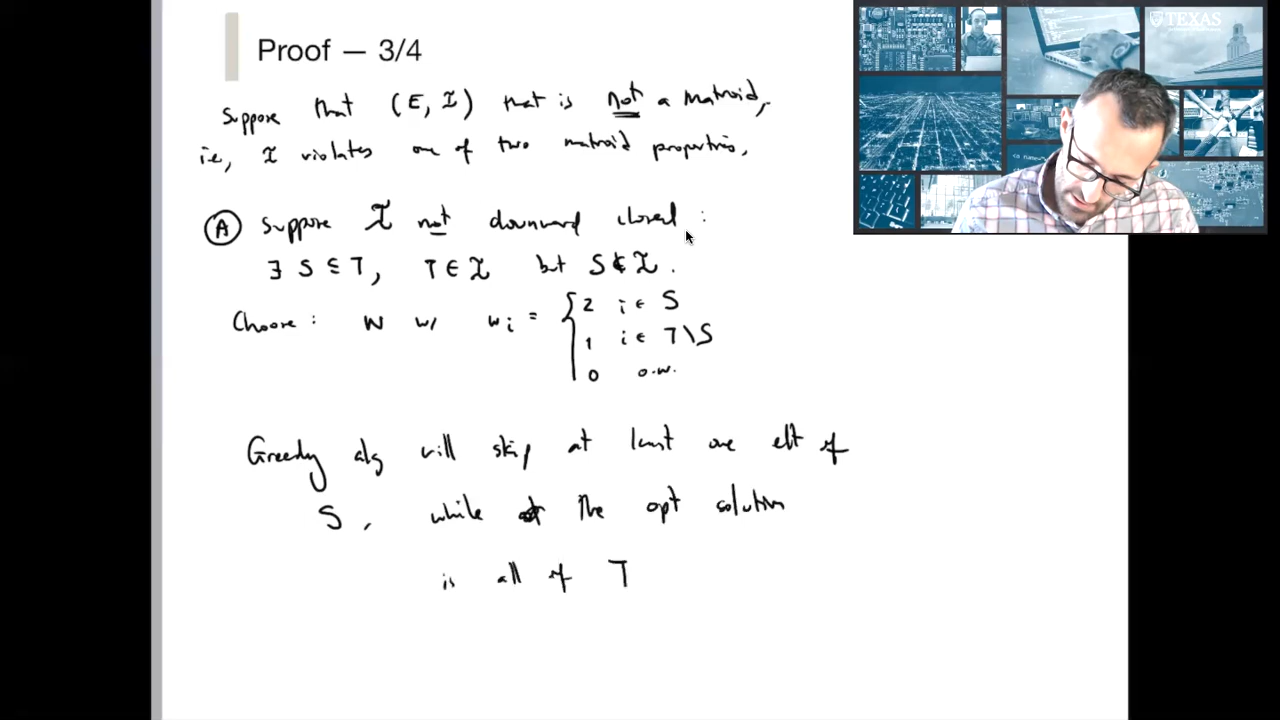 Proof — 3/4
TEXAS
Suppose that (E, I) that is not a matroid,
ie, I violates one of two matroid properties,
(A) Suppose I not downward closed :
∃ S ⊆ T, T ∈ I but S ∉ I.
Choose : w w/ wi = { 2 i ∈ S
1 i ∈ T\S
0 o.w.
Greedy alg will skip at least one elt of
S, while the opt solution
is all of T